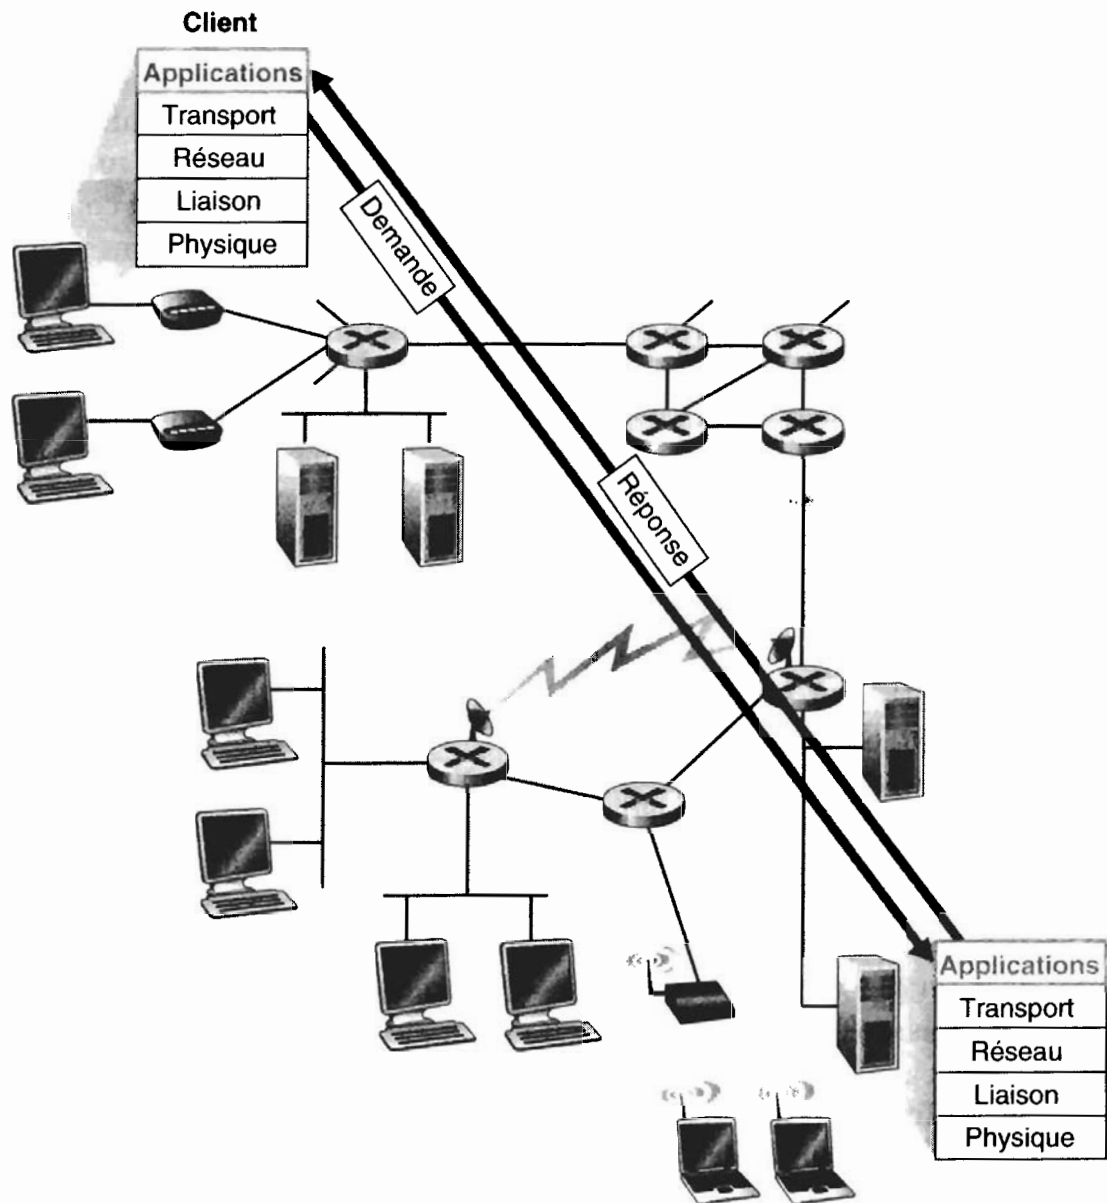 Client
Applications
Transport
Réseau
Liaison
Physique
Demande
Réponse
Applications
Transport
Réseau
Liaison
Physique